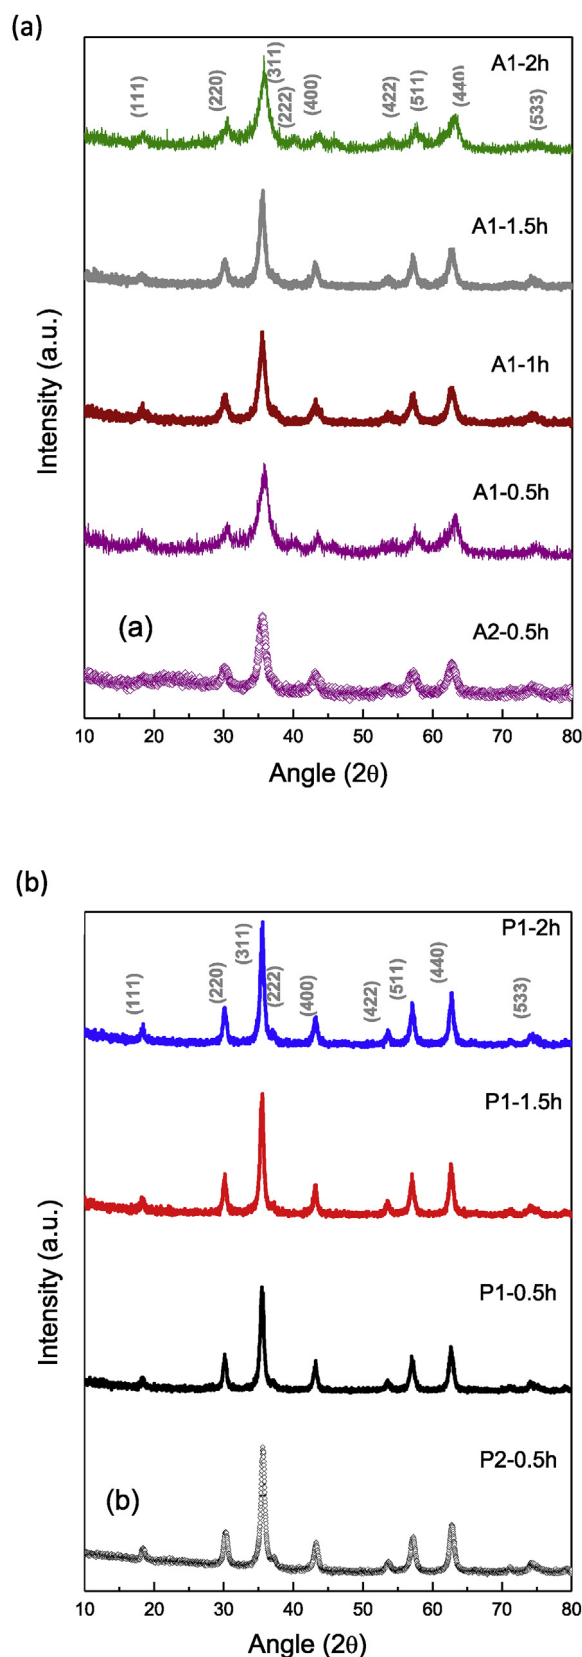 (a)
(111)
(220)
(311)
(222)
(400)
(422)
(511)
(440)
(533)
A1-2h
A1-1.5h
A1-1h
A1-0.5h
(a)
A2-0.5h
Intensity (a.u.)
10 20 30 40 50 60 70 80
Angle (2θ)
(b)
(111)
(220)
(311)
(222)
(400)
(422)
(511)
(440)
(533)
P1-2h
P1-1.5h
P1-0.5h
P2-0.5h
(b)
Intensity (a.u.)
10 20 30 40 50 60 70 80
Angle (2θ)